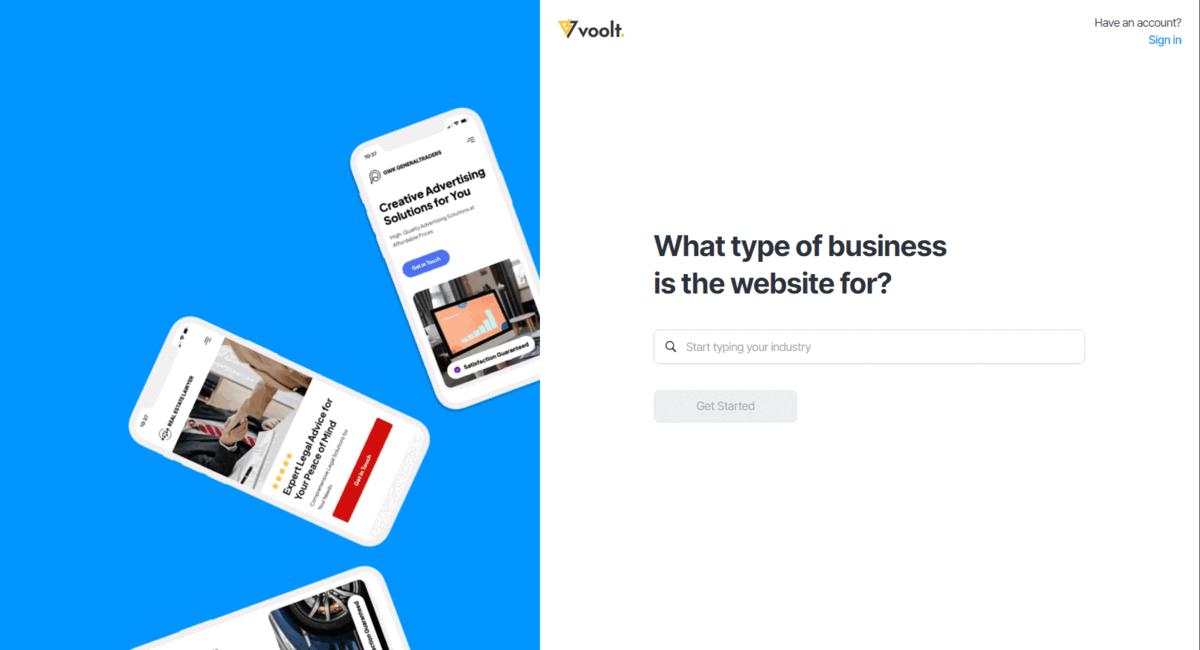 voolt.
Have an account?
Sign in
What type of business
is the website for?
Start typing your industry
Get Started
10:37
GWK GENERALTRADERS
Creative Advertising
Solutions for You
High-Quality Advertising Solutions at
Affordable Prices
Get in Touch
Satisfaction Guaranteed
10:37
REAL ESTATE LAWYER
Expert Legal Advice for
Your Peace of Mind
Comprehensive Legal Solutions for
Your Needs
Get in Touch
Guaranteed